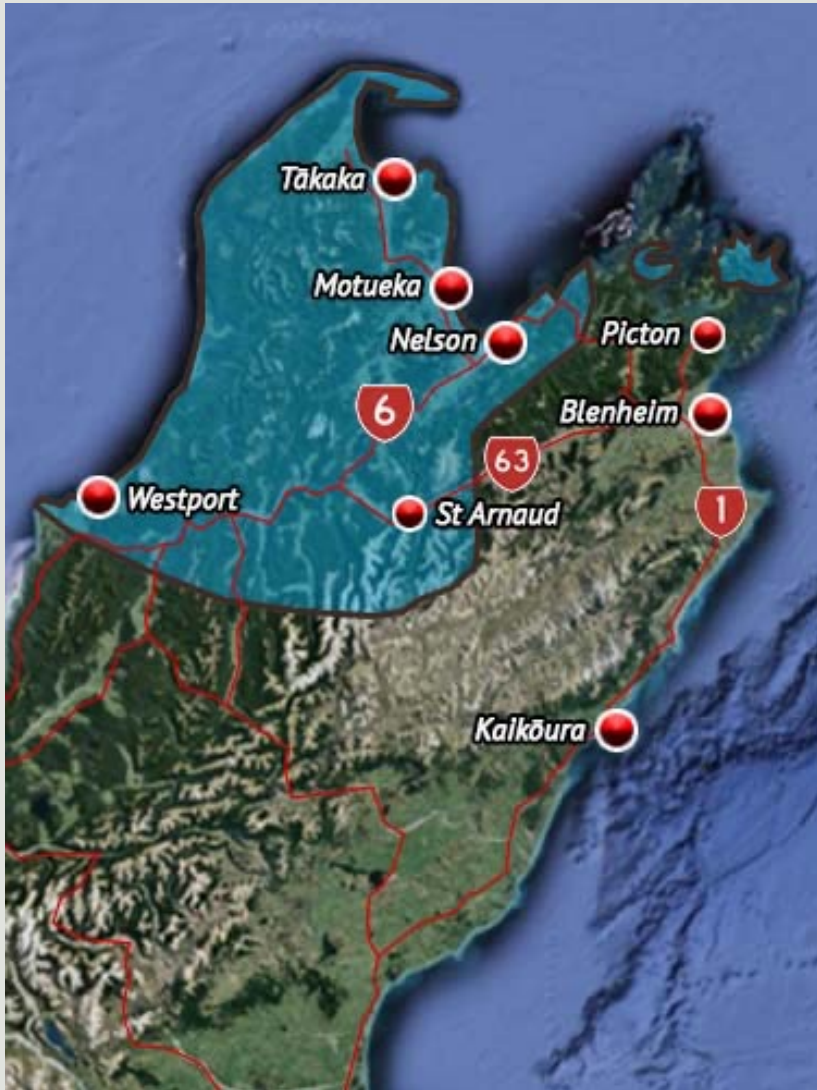 Tākaka
Motueka
Nelson
Picton
6
Blenheim
63
Westport
St Arnaud
1
Kaikōura